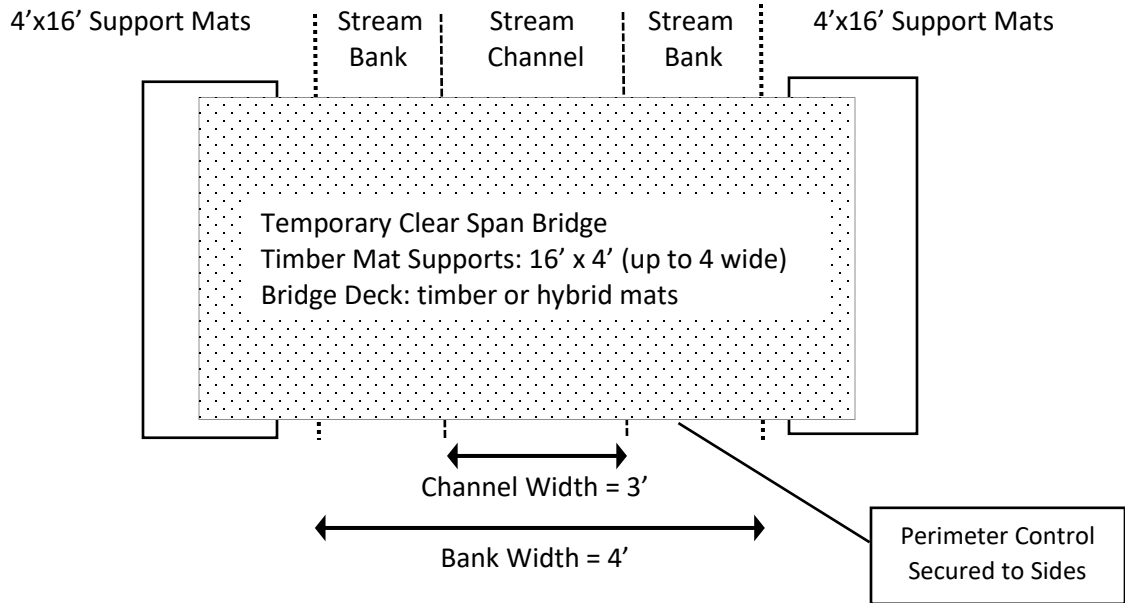 4’x16’ Support Mats
Stream
Bank
Stream
Channel
Stream
Bank
4’x16’ Support Mats
Temporary Clear Span Bridge
Timber Mat Supports: 16’ x 4’ (up to 4 wide)
Bridge Deck: timber or hybrid mats
Channel Width = 3’
Bank Width = 4’
Perimeter Control
Secured to Sides